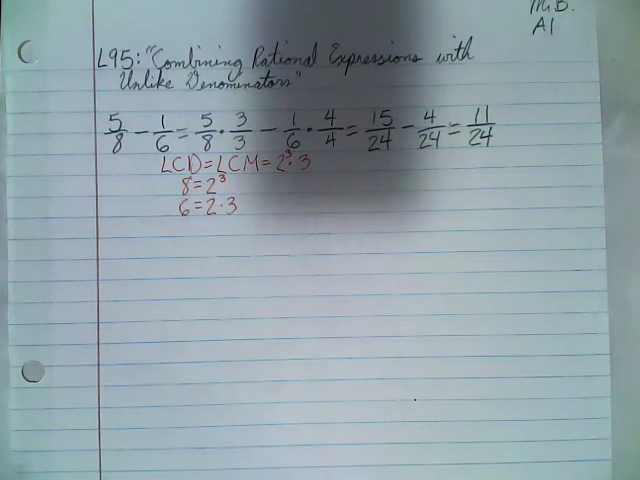 M.B.
A1
L95: "Combining Rational Expressions with
Unlike Denominators"
5/8 - 1/6 = 5/8 · 3/3 - 1/6 · 4/4 = 15/24 - 4/24 = 11/24
LCD = LCM = 2³ · 3
8 = 2³
6 = 2 · 3